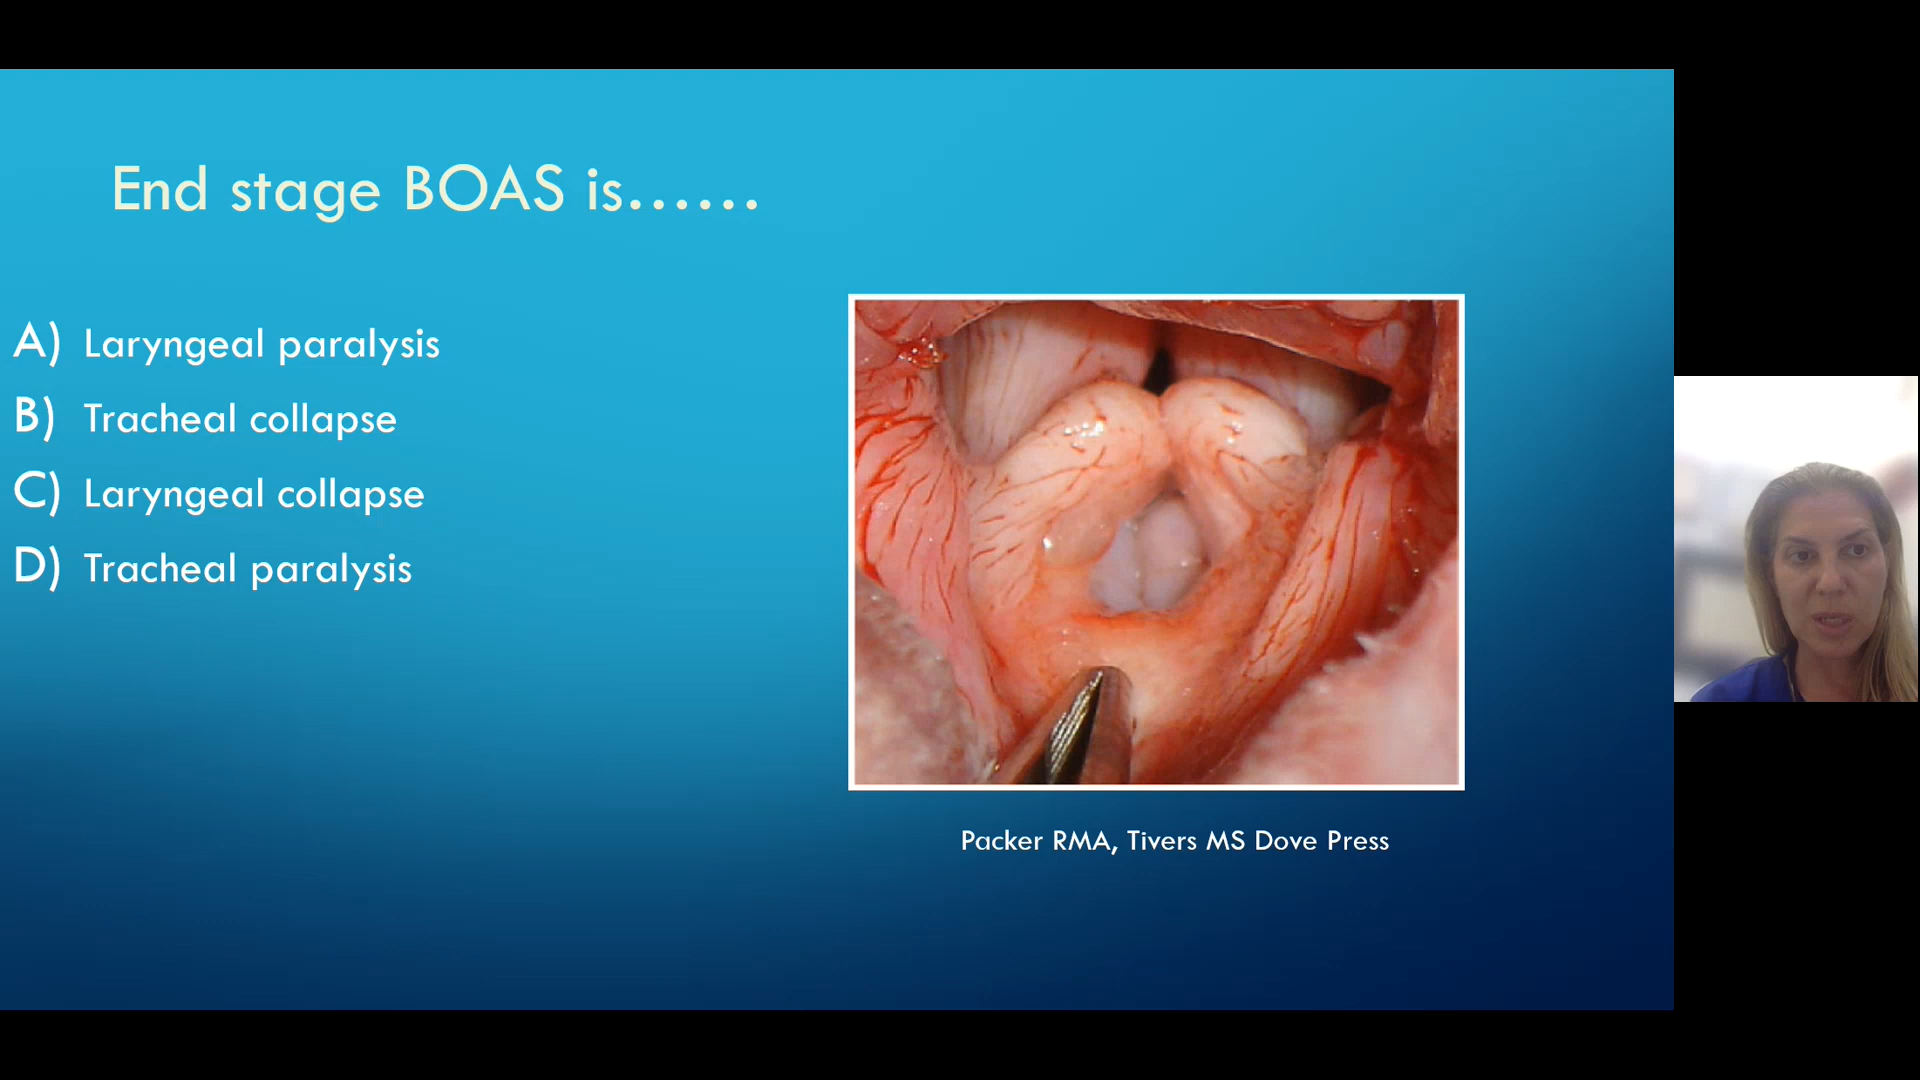 End stage BOAS is......
A) Laryngeal paralysis
B) Tracheal collapse
C) Laryngeal collapse
D) Tracheal paralysis
Packer RMA, Tivers MS Dove Press